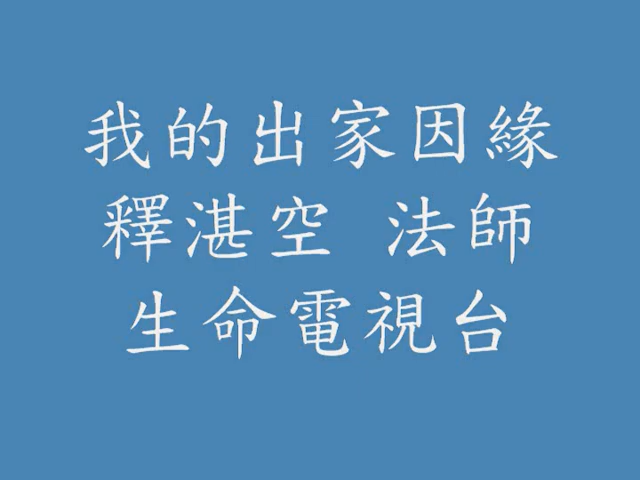 我的出家因緣
釋湛空 法師
生命電視台